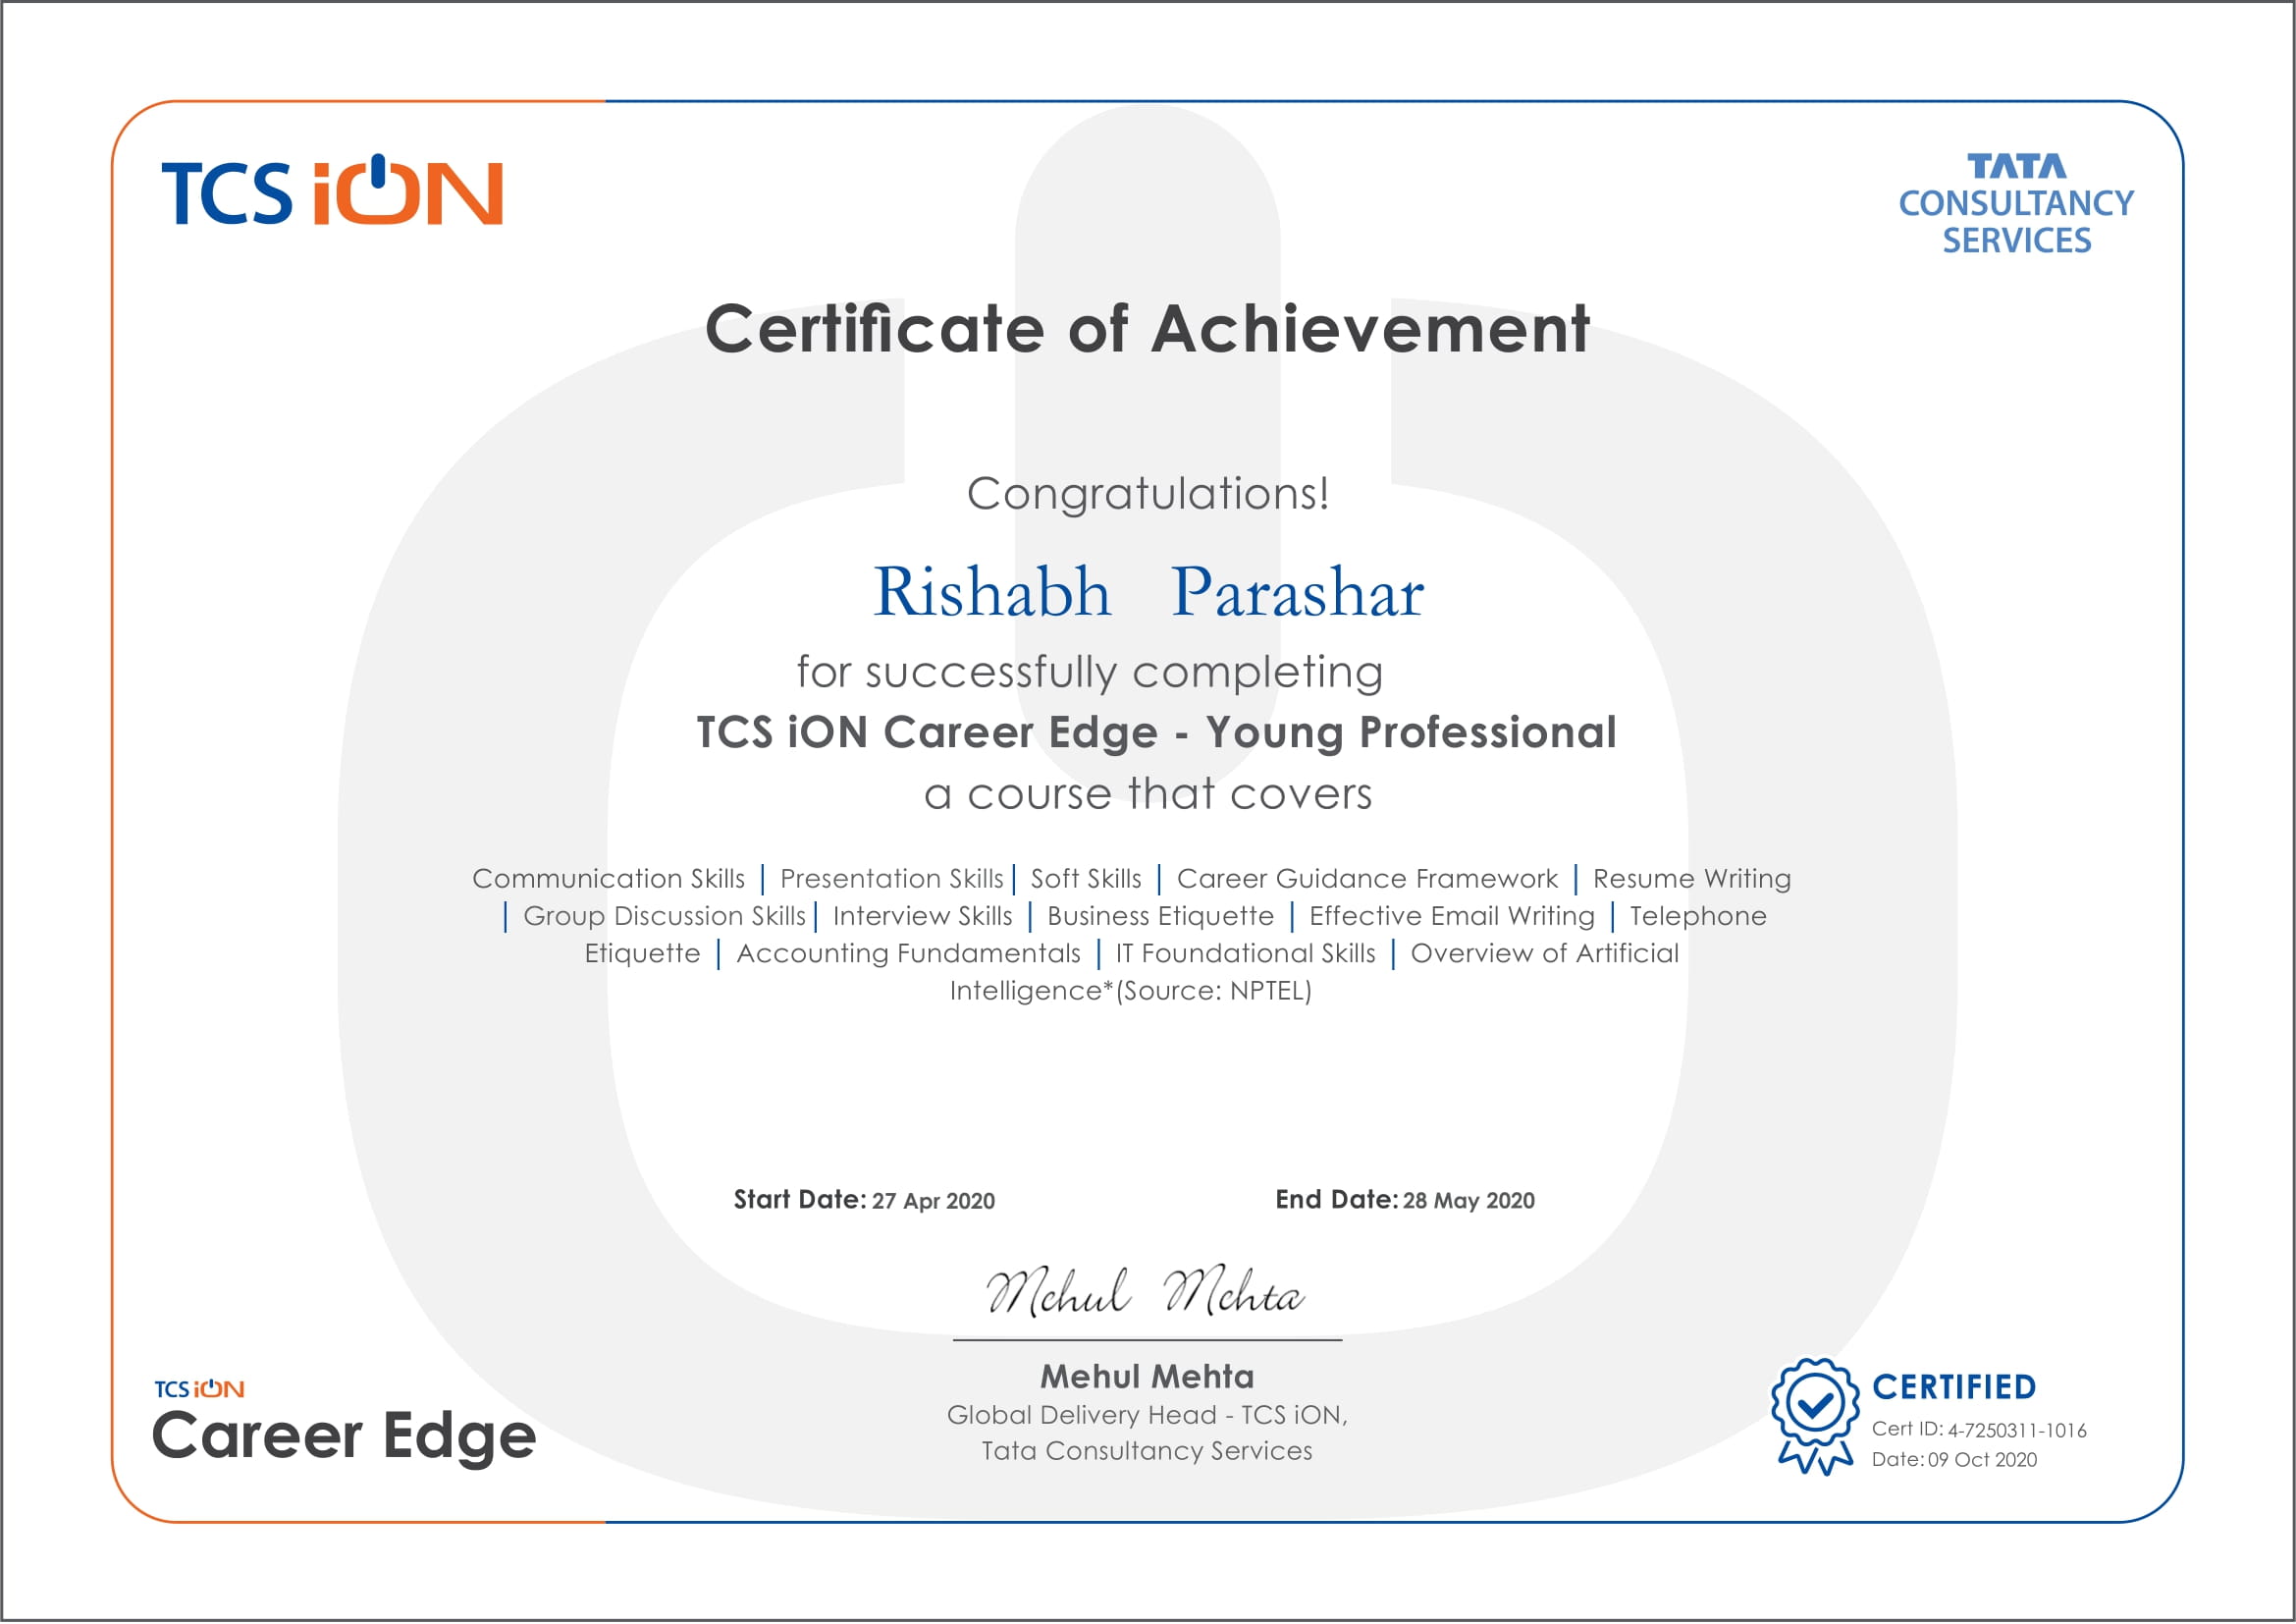 TCS iON
TATA
CONSULTANCY
SERVICES
Certificate of Achievement
Congratulations!
Rishabh Parashar
for successfully completing
TCS iON Career Edge - Young Professional
a course that covers
Communication Skills | Presentation Skills | Soft Skills | Career Guidance Framework | Resume Writing
| Group Discussion Skills | Interview Skills | Business Etiquette | Effective Email Writing | Telephone
Etiquette | Accounting Fundamentals | IT Foundational Skills | Overview of Artificial
Intelligence*(Source: NPTEL)
Start Date: 27 Apr 2020 End Date: 28 May 2020
Mehul Mehta
Mehul Mehta
Global Delivery Head - TCS iON,
Tata Consultancy Services
TCS iON
Career Edge
CERTIFIED
Cert ID: 4-7250311-1016
Date: 09 Oct 2020